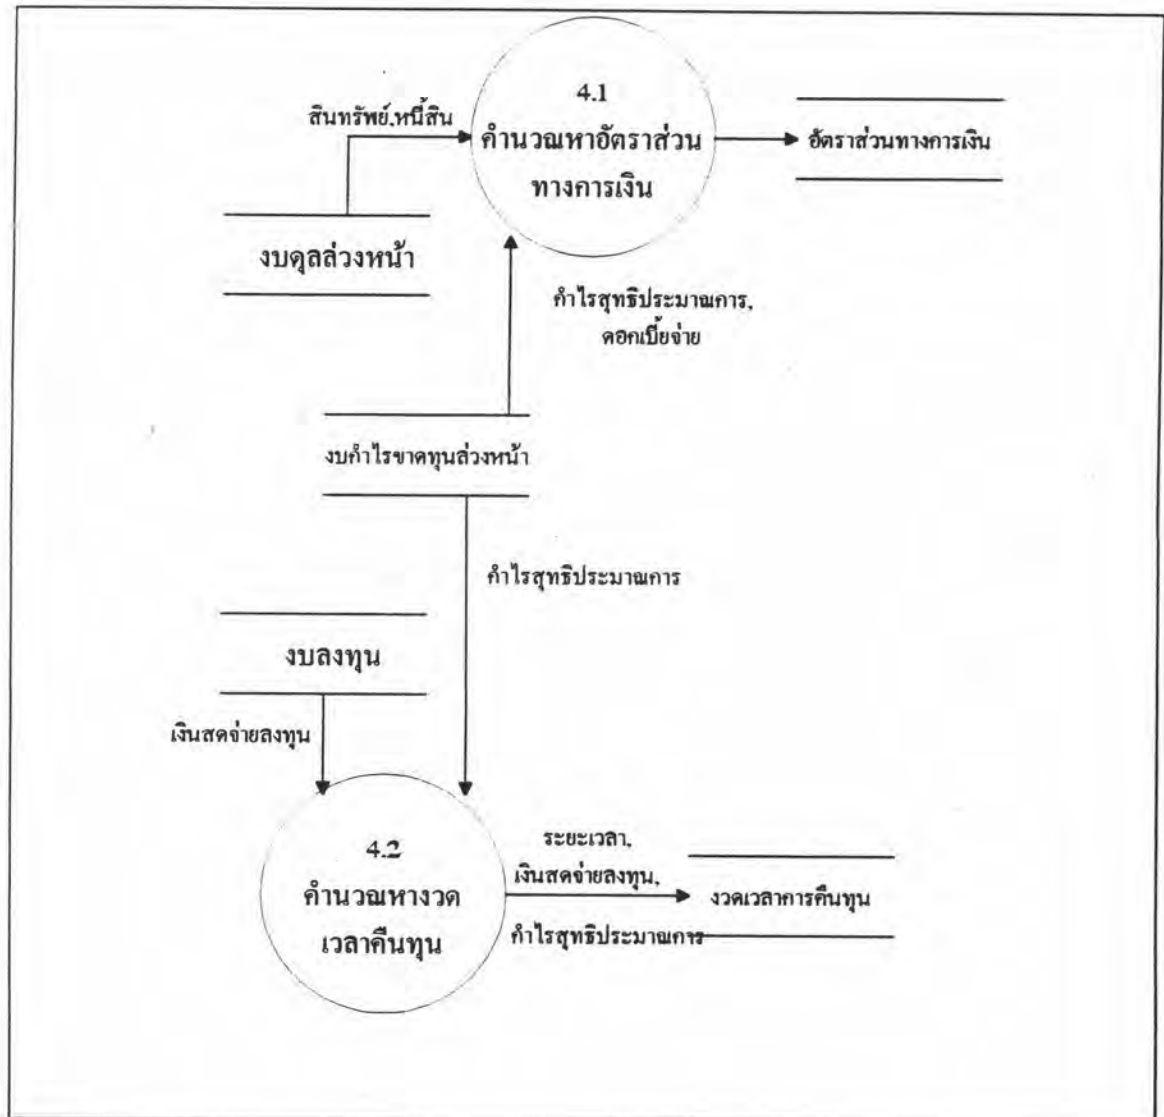 4.1
คำนวณหาอัตราส่วน
ทางการเงิน
สินทรัพย์,หนี้สิน
อัตราส่วนทางการเงิน
งบดุลล่วงหน้า
กำไรสุทธิประมาณการ,
ดอกเบี้ยจ่าย
งบกำไรขาดทุนล่วงหน้า
กำไรสุทธิประมาณการ
งบลงทุน
เงินสดจ่ายลงทุน
4.2
คำนวณหางวด
เวลาคืนทุน
ระยะเวลา,
เงินสดจ่ายลงทุน,
กำไรสุทธิประมาณการ
งวดเวลาการคืนทุน